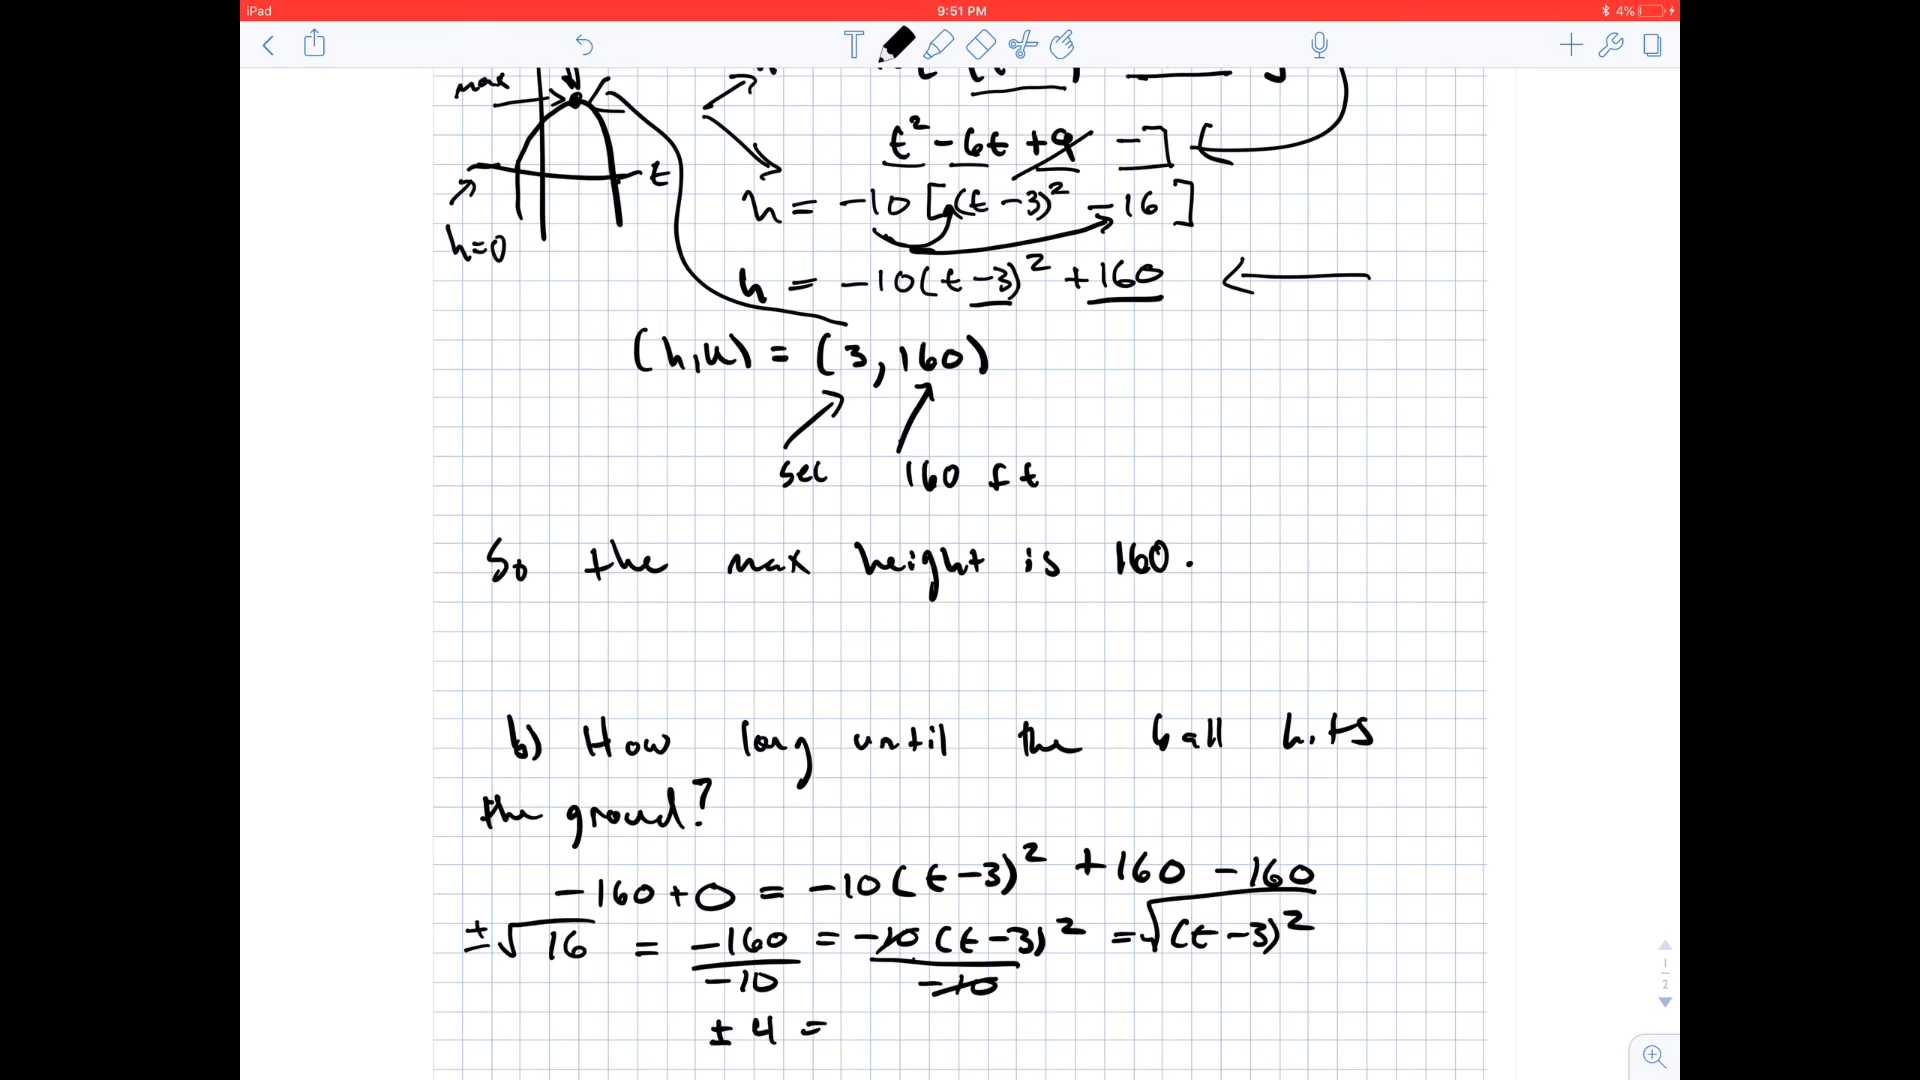 iPad 9:51 PM 4%
T
max
t² - 6t + 9 - ]
t
h = -10 [(t - 3)² - 16 ]
h=0
h = -10(t - 3)² + 160
(h,k) = (3, 160)
sec 160 ft
So the max height is 160.
b) How long until the ball hits
the ground?
-160 + 0 = -10(t - 3)² + 160 - 160
±√16 = -160/-10 = -10(t - 3)²/-10 = √(t - 3)²
± 4 =
1
2